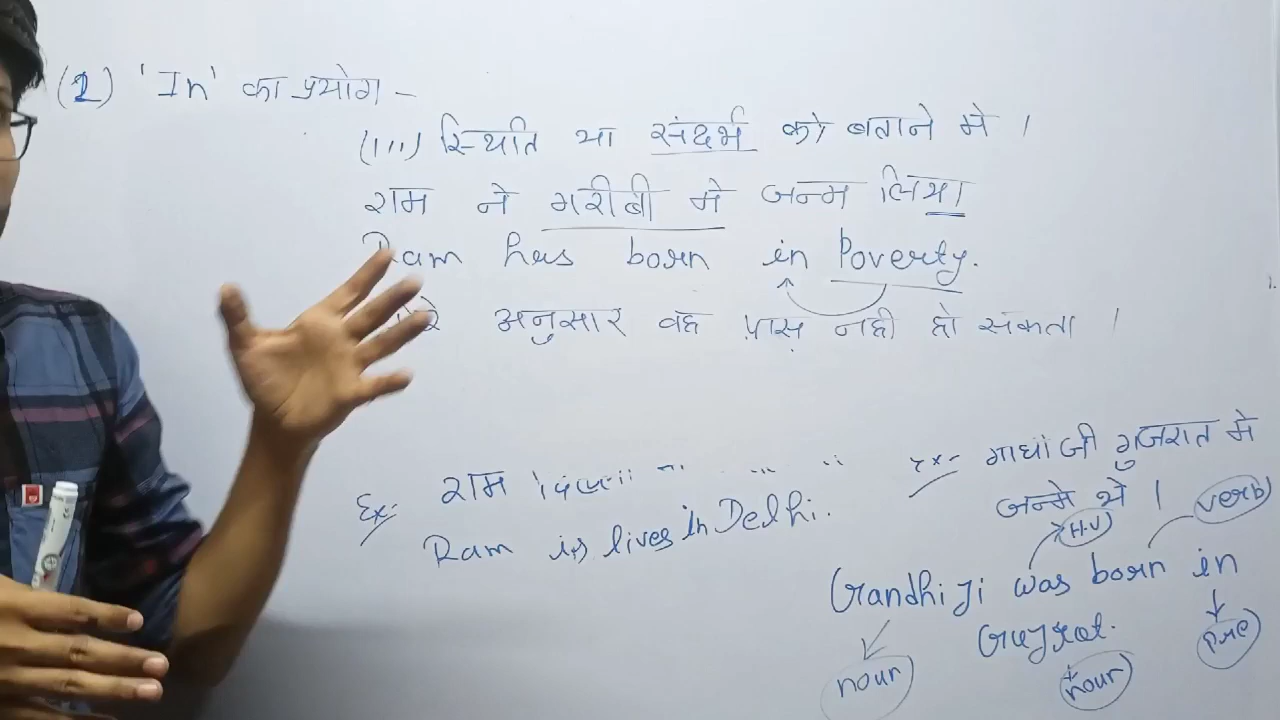 (2) 'In' का प्रयोग –
(iii) स्थिति या संदर्भ को बताने मे ।
राम ने गरीबी मे जन्म लिया
Ram has born in Poverty.
अनुसार वह पास नही हो सकता ।
Ex:- राम
Ram is lives in Delhi.
Ex:- गाधां जी गुजरात मे
जन्मे थे ।
verb
H.V
Gandhi Ji was born in
Gujrat.
noun
noun
Pre